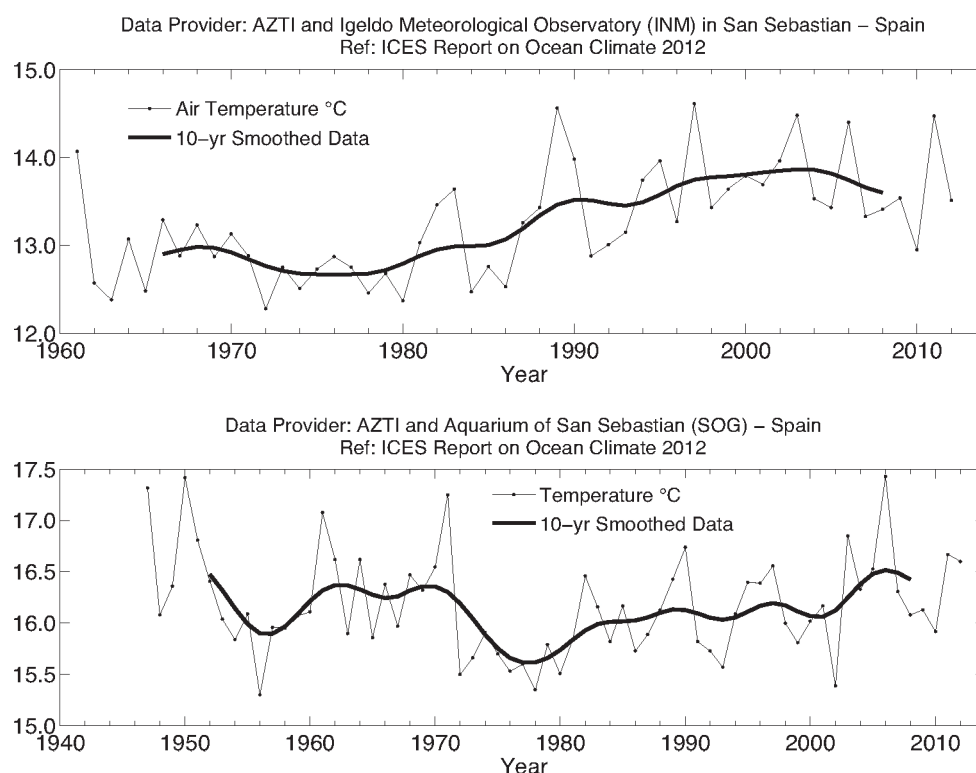 Data Provider: AZTI and Igeldo Meteorological Observatory (INM) in San Sebastian – Spain
Ref: ICES Report on Ocean Climate 2012
15.0
Air Temperature °C
10–yr Smoothed Data
14.0
13.0
12.0
1960 1970 1980 1990 2000 2010
Year
Data Provider: AZTI and Aquarium of San Sebastian (SOG) – Spain
Ref: ICES Report on Ocean Climate 2012
17.5
Temperature °C
17.0
10–yr Smoothed Data
16.5
16.0
15.5
15.0
1940 1950 1960 1970 1980 1990 2000 2010
Year